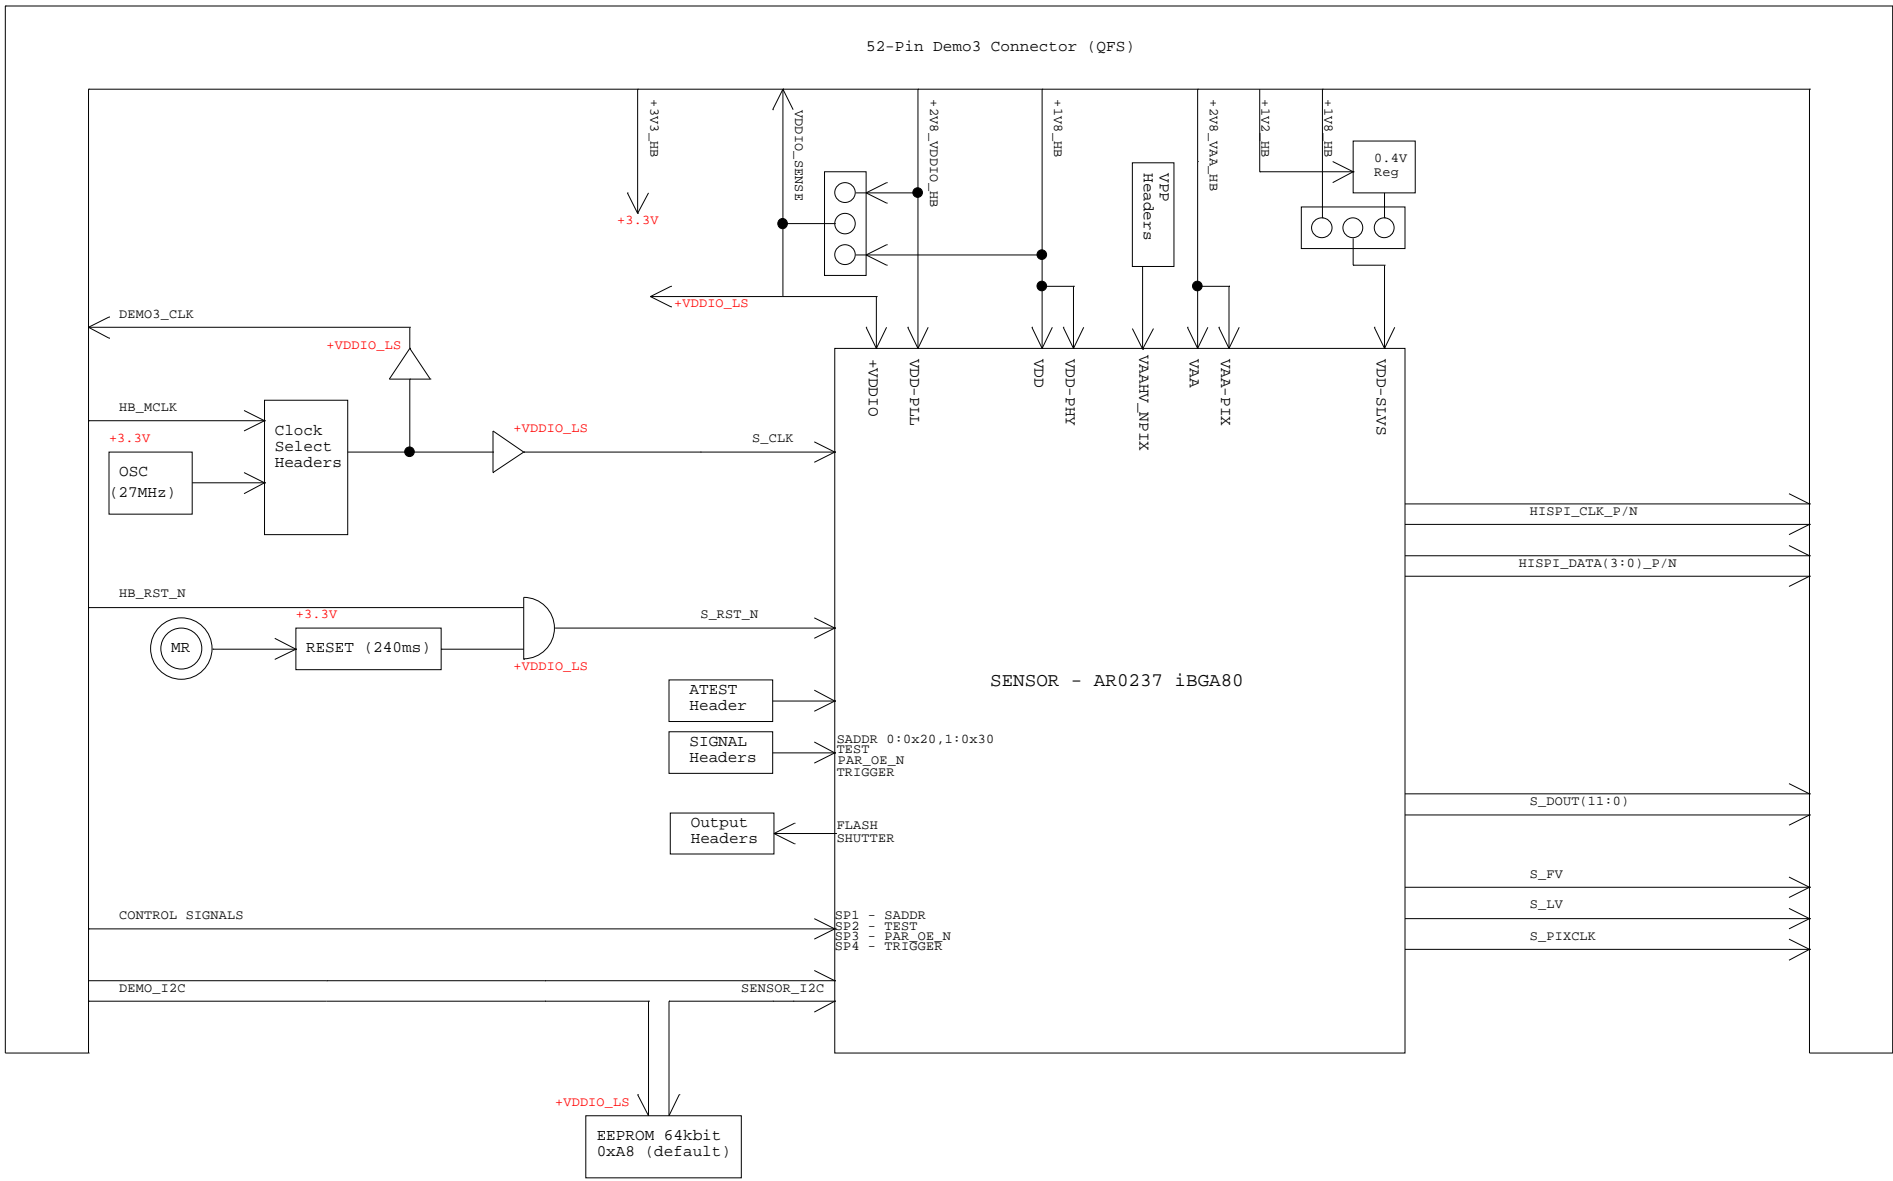 52-Pin Demo3 Connector (QFS)
+3V3_HB
VDDIO_SENSE
+2V8_VDDIO_HB
+1V8_HB
+2V8_VAA_HB
+1V2_HB
+1V8_HB
0.4V
Reg
VPP
Headers
+3.3V
+VDDIO_LS
DEMO3_CLK
+VDDIO_LS
+VDDIO
VDD-PLL
VDD
VDD-PHY
VAAHV_NPIX
VAA
VAA-PIX
VDD-SLVS
HB_MCLK
+3.3V
OSC
(27MHz)
Clock
Select
Headers
+VDDIO_LS
S_CLK
HISPI_CLK_P/N
HISPI_DATA(3:0)_P/N
HB_RST_N
+3.3V
MR
RESET (240ms)
+VDDIO_LS
S_RST_N
SENSOR - AR0237 iBGA80
ATEST
Header
SIGNAL
Headers
SADDR 0:0x20,1:0x30
TEST
PAR_OE_N
TRIGGER
Output
Headers
FLASH
SHUTTER
S_DOUT(11:0)
S_FV
S_LV
S_PIXCLK
CONTROL SIGNALS
SP1 - SADDR
SP2 - TEST
SP3 - PAR_OE_N
SP4 - TRIGGER
DEMO_I2C
SENSOR_I2C
+VDDIO_LS
EEPROM 64kbit
0xA8 (default)